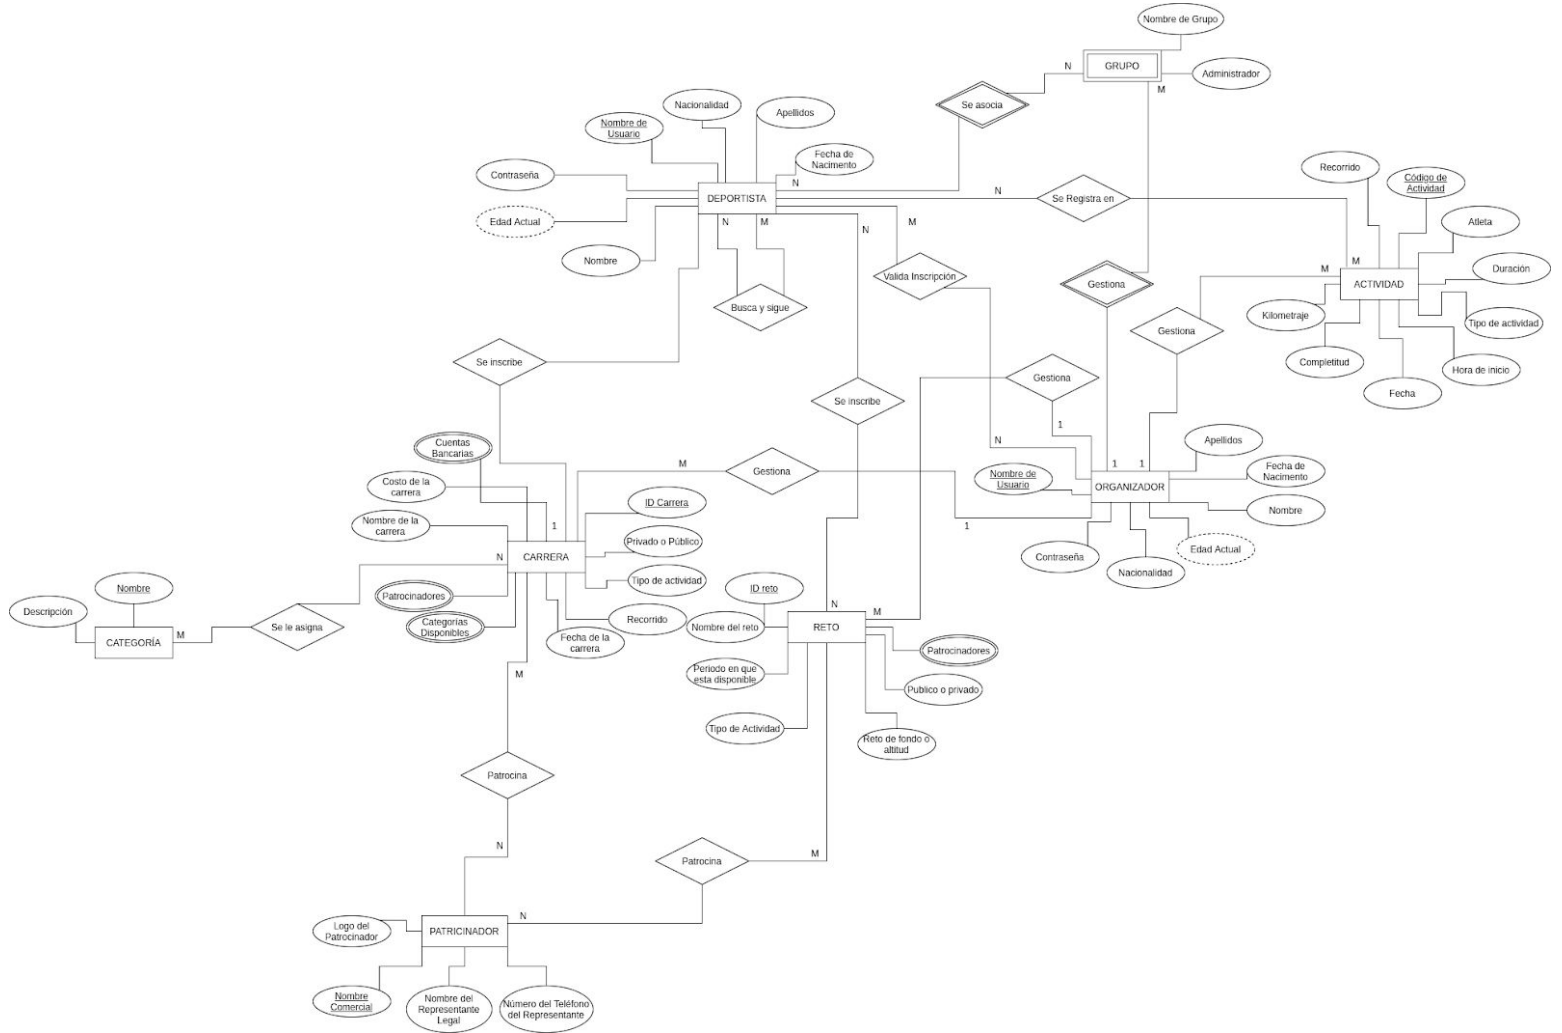 Nombre de Grupo
GRUPO
Administrador
N
M
Se asocia
Nacionalidad
Apellidos
Nombre de
Usuario
Fecha de
Nacimento
Contraseña
N
DEPORTISTA
Edad Actual
Nombre
N
M
N
M
N
Se Registra en
M
Recorrido
Código de
Actividad
Atleta
Duración
M
ACTIVIDAD
Kilometraje
Tipo de actividad
Completitud
Hora de inicio
Fecha
Busca y sigue
Valida Inscripción
Gestiona
Gestiona
Se inscribe
Gestiona
Se inscribe
1
N
1
1
Apellidos
Nombre de
Usuario
ORGANIZADOR
Fecha de
Nacimento
Nombre
Contraseña
Nacionalidad
Edad Actual
Cuentas
Bancarias
M
Gestiona
1
Costo de la
carrera
ID Carrera
Nombre de la
carrera
1
Privado o Público
N
CARRERA
Tipo de actividad
Patrocinadores
Categorías
Disponibles
Recorrido
Fecha de la
carrera
Nombre
Descripción
CATEGORÍA
M
Se le asigna
ID reto
N
M
Nombre del reto
RETO
Patrocinadores
Periodo en que
esta disponible
Publico o privado
Tipo de Actividad
Reto de fondo o
altitud
M
Patrocina
N
Patrocina
M
N
Logo del
Patrocinador
PATRICINADOR
Nombre
Comercial
Nombre del
Representante
Legal
Número del Teléfono
del Representante